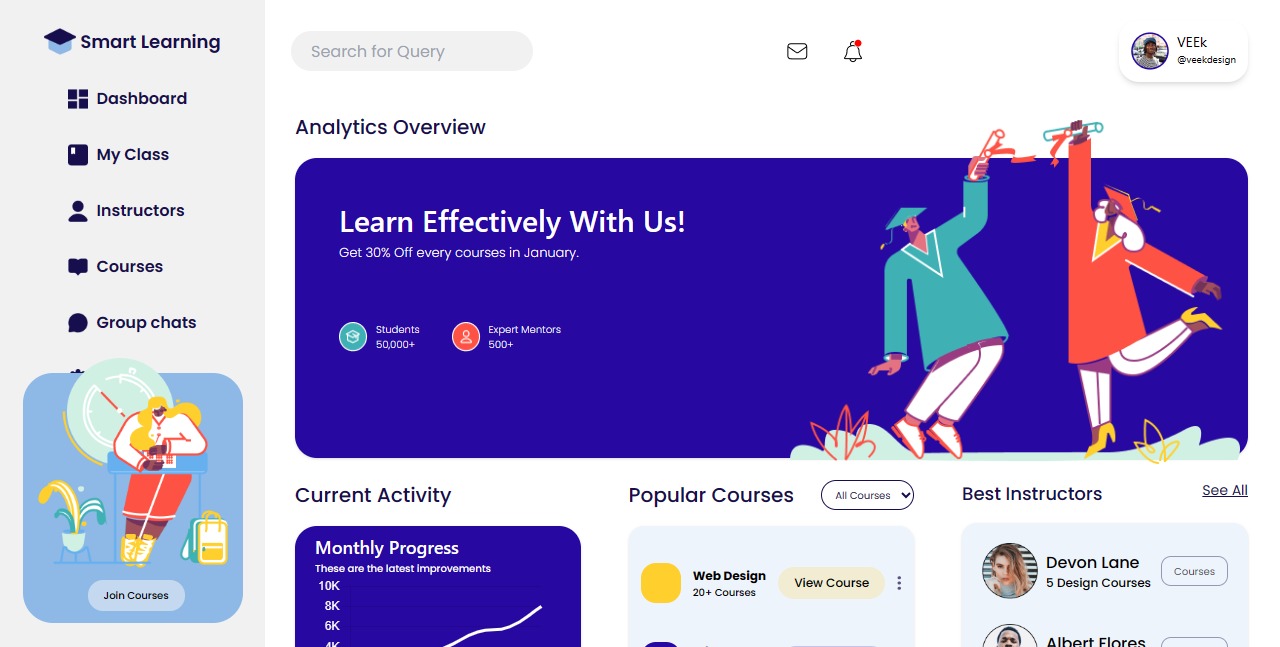 Smart Learning
Dashboard
My Class
Instructors
Courses
Group chats
Join Courses
Search for Query
VEEk
@veekdesign
Analytics Overview
Learn Effectively With Us!
Get 30% Off every courses in January.
Students
50,000+
Expert Mentors
500+
Current Activity
Monthly Progress
These are the latest improvements
10K
8K
6K
4K
Popular Courses
All Courses
Web Design
20+ Courses
View Course
Best Instructors
See All
Devon Lane
5 Design Courses
Courses
Albert Flores